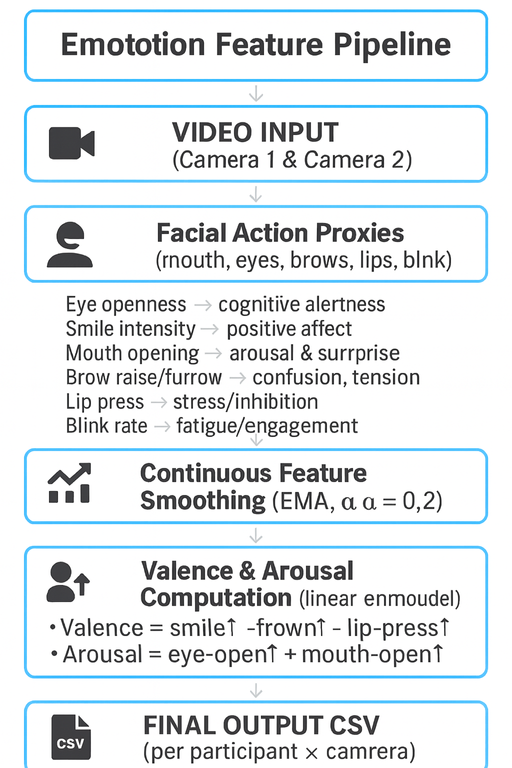 Emototion Feature Pipeline
↓
VIDEO INPUT
(Camera 1 & Camera 2)
↓
Facial Action Proxies
(mouth, eyes, brows, lips, blnk)
Eye openness → cognitive alertness
Smile intensity → positive affect
Mouth opening → arousal & surrprise
Brow raise/furrow → confusion, tension
Lip press → stress/inhibition
Blink rate → fatigue/engagement
↓
Continuous Feature
Smoothing (EMA, α α = 0,2)
↓
Valence & Arousal
Computation (linear enmoudel)
• Valence = smile↑ -frown↑ - lip-press↑
• Arousal = eye-open↑ + mouth-open↑
↓
CSV
FINAL OUTPUT CSV
(per participant × camrera)